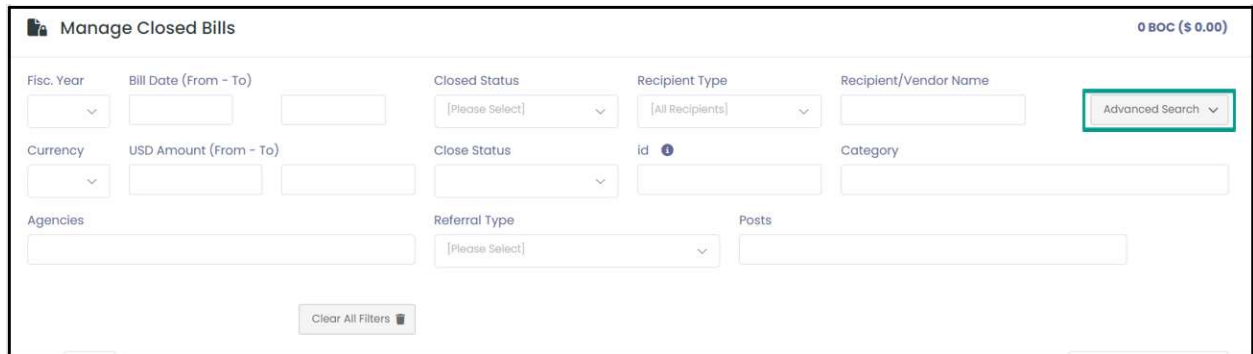 Manage Closed Bills 0 BOC ($ 0.00)
Fisc. Year Bill Date (From - To) Closed Status Recipient Type Recipient/Vendor Name
[Please Select] [All Recipients] Advanced Search
Currency USD Amount (From - To) Close Status id Category
Agencies Referral Type Posts
[Please Select]
Clear All Filters